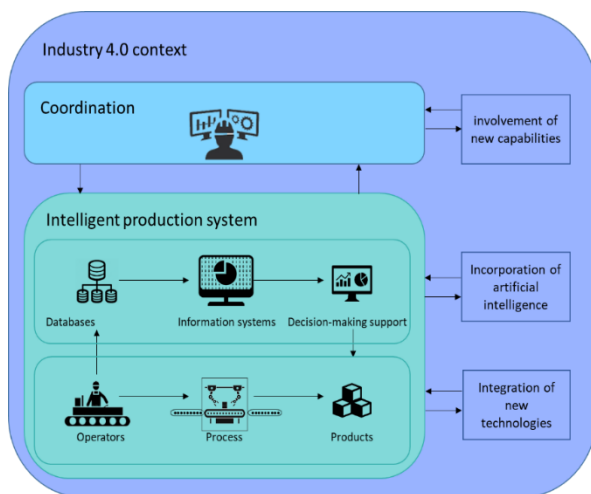 Industry 4.0 context
Coordination
involvement of
new capabilities
Intelligent production system
Databases
Information systems
Decision-making support
Incorporation of
artificial
intelligence
Operators
Process
Products
Integration of
new
technologies